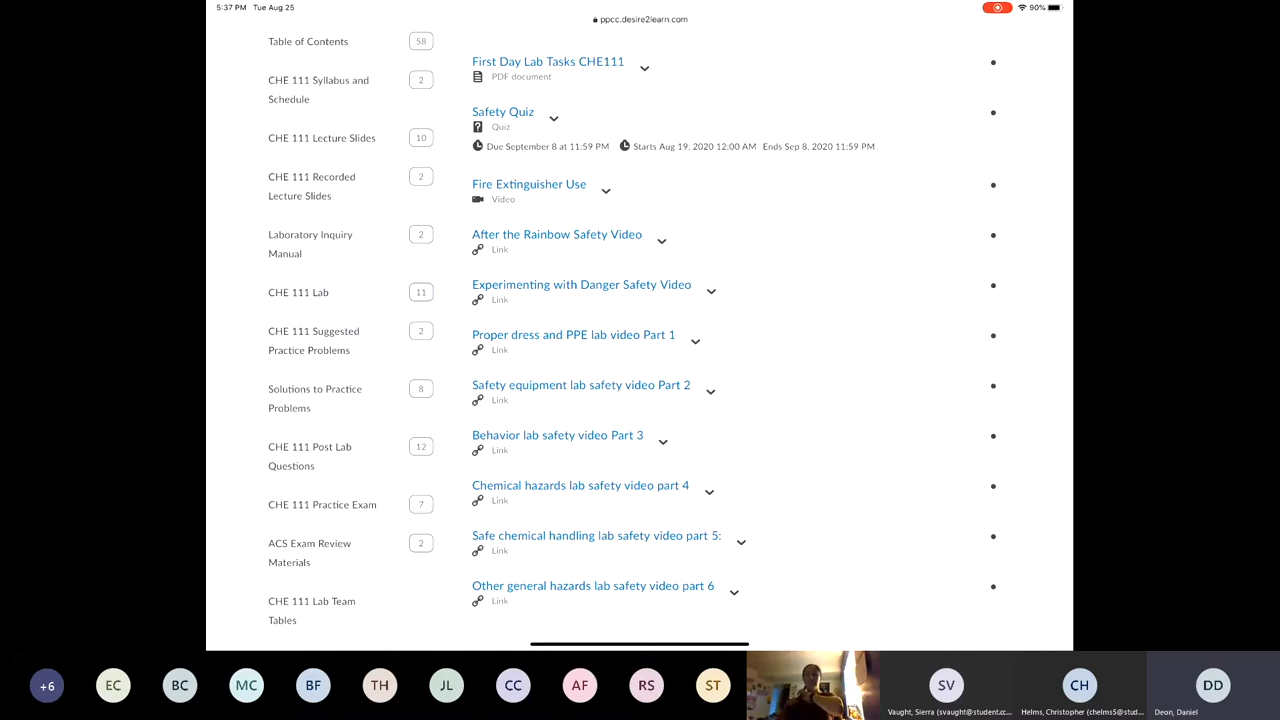 5:37 PM Tue Aug 25
90%
ppcc.desire2learn.com
Table of Contents 58
CHE 111 Syllabus and 2
Schedule
CHE 111 Lecture Slides 10
CHE 111 Recorded 2
Lecture Slides
Laboratory Inquiry 2
Manual
CHE 111 Lab 11
CHE 111 Suggested 2
Practice Problems
Solutions to Practice 8
Problems
CHE 111 Post Lab 12
Questions
CHE 111 Practice Exam 7
ACS Exam Review 2
Materials
CHE 111 Lab Team
Tables
First Day Lab Tasks CHE111
PDF document
Safety Quiz
Quiz
Due September 8 at 11:59 PM Starts Aug 19, 2020 12:00 AM Ends Sep 8, 2020 11:59 PM
Fire Extinguisher Use
Video
After the Rainbow Safety Video
Link
Experimenting with Danger Safety Video
Link
Proper dress and PPE lab video Part 1
Link
Safety equipment lab safety video Part 2
Link
Behavior lab safety video Part 3
Link
Chemical hazards lab safety video part 4
Link
Safe chemical handling lab safety video part 5:
Link
Other general hazards lab safety video part 6
Link
+6 EC BC MC BF TH JL CC AF RS ST SV CH DD
Vaught, Sierra (svaught@student.cc... Helms, Christopher (chelms5@stud... Deon, Daniel